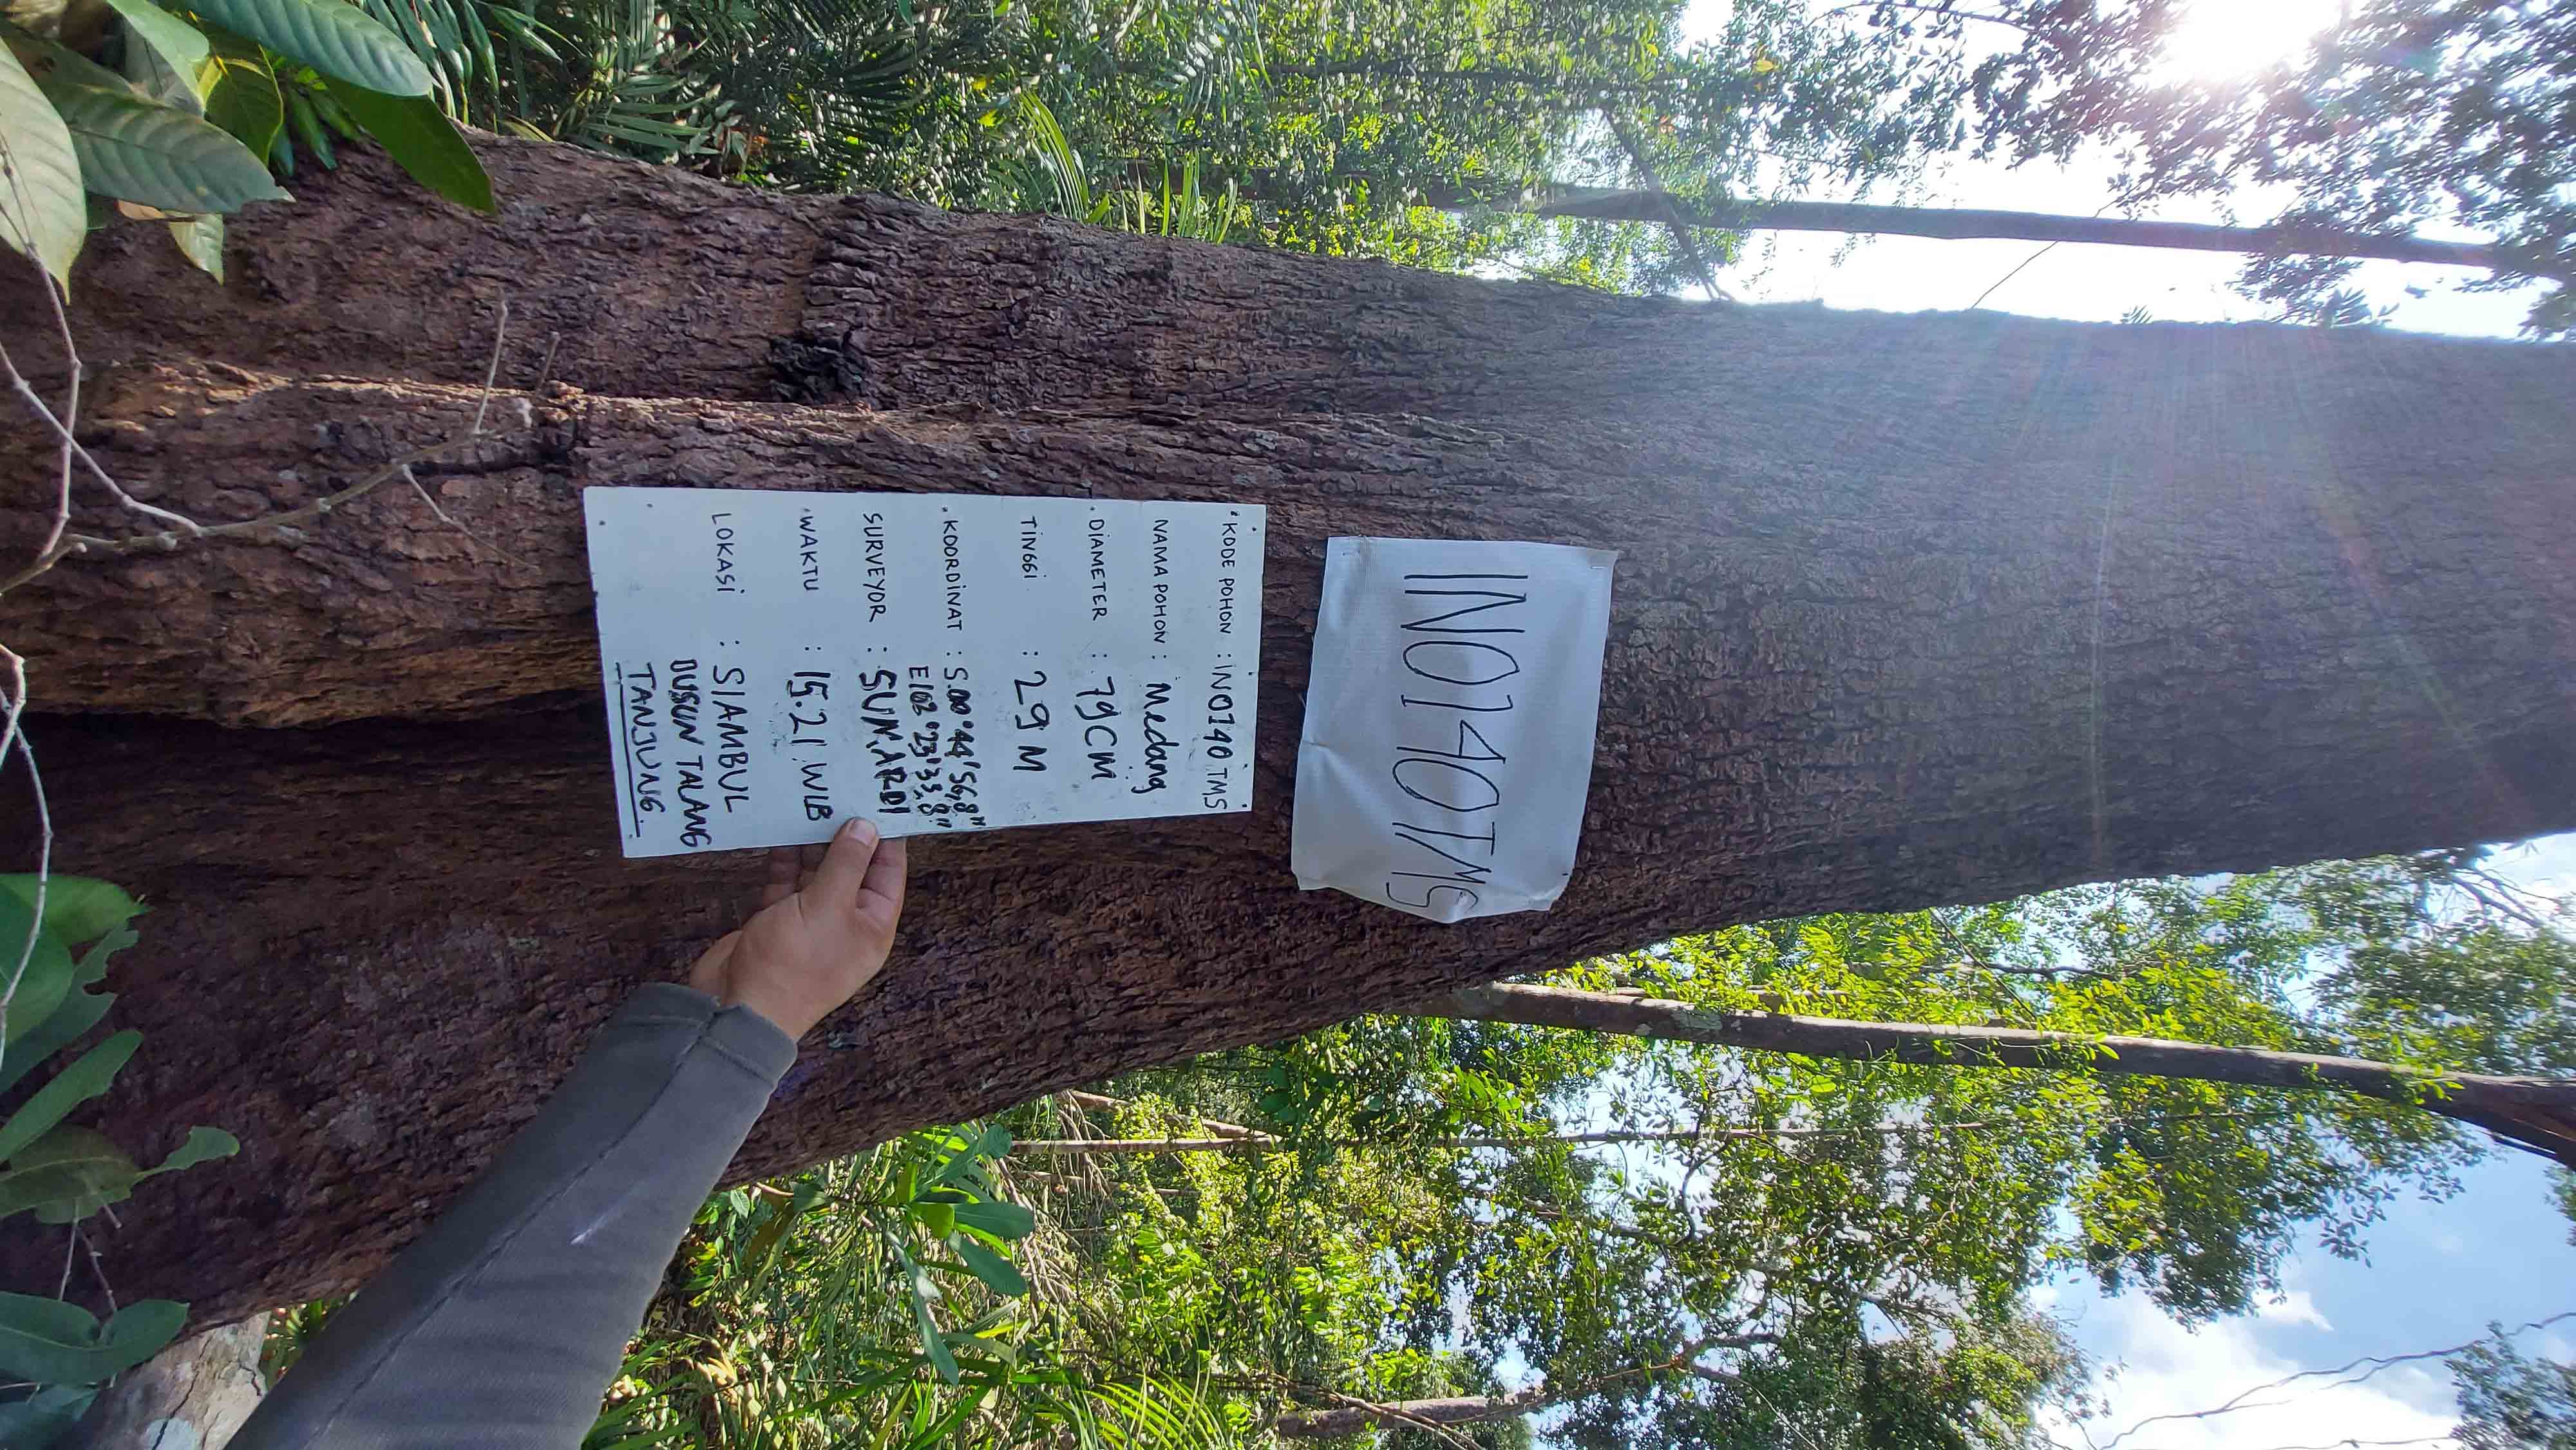 IN0140TMS
KODE POHON : IN0140 TMS
NAMA POHON : Medang
DIAMETER : 79CM
TINGGI : 29 M
KOORDINAT : S.00°44'56,8"
E103°23'33,8"
SURVEYOR : SUMARDI
WAKTU : 15.21 WIB
LOKASI : SIAMBUL
DUSUN TALANG
TANJUNG.